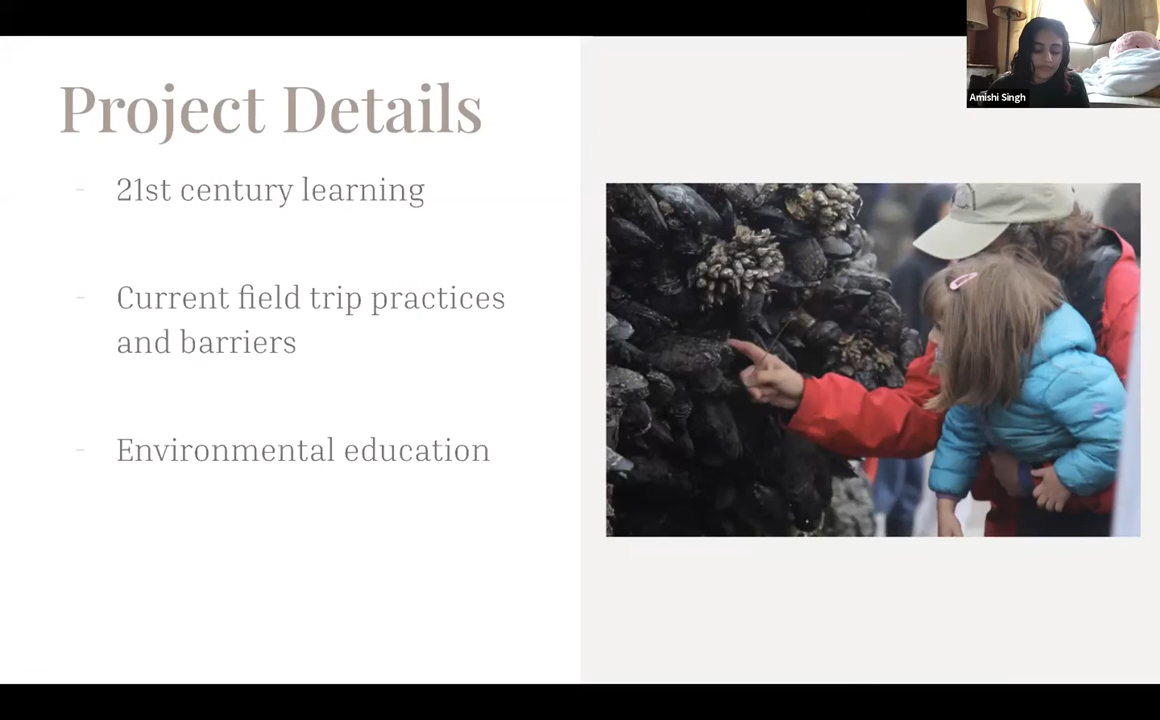 Project Details
- 21st century learning
- Current field trip practices
and barriers
- Environmental education
Amishi Singh